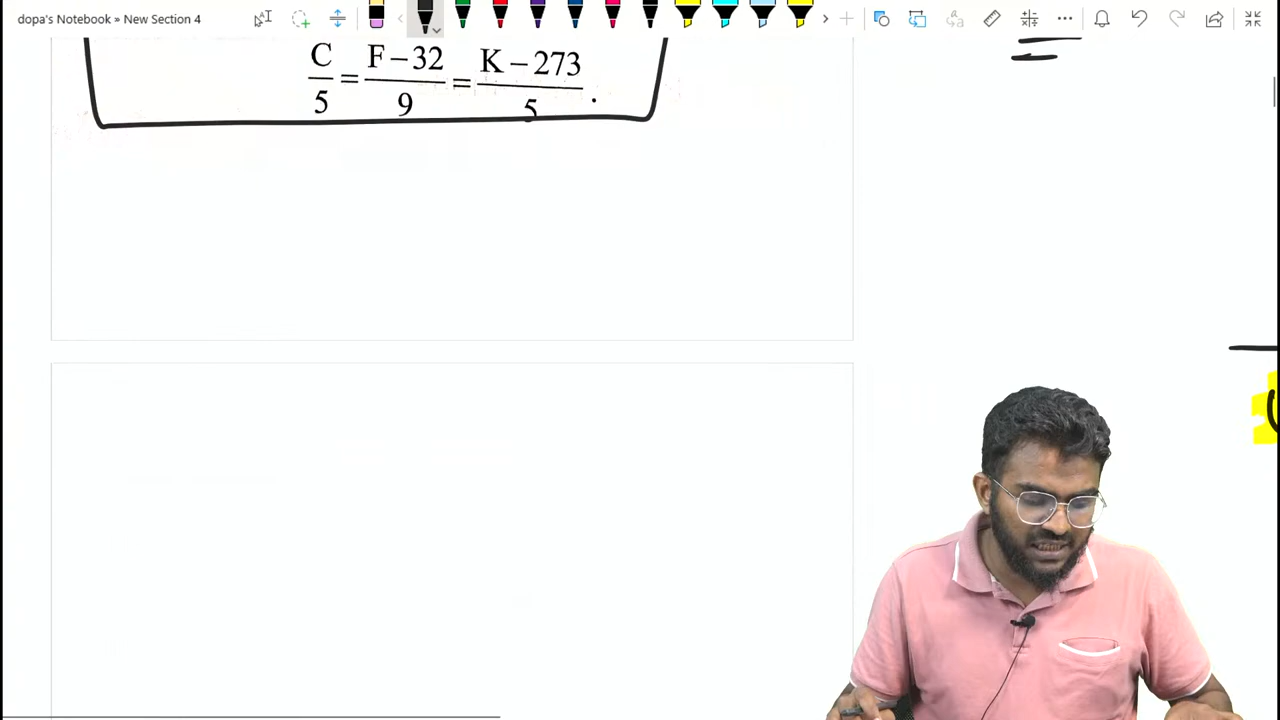 dopa's Notebook » New Section 4
C/5 = F – 32/9 = K – 273/5 .